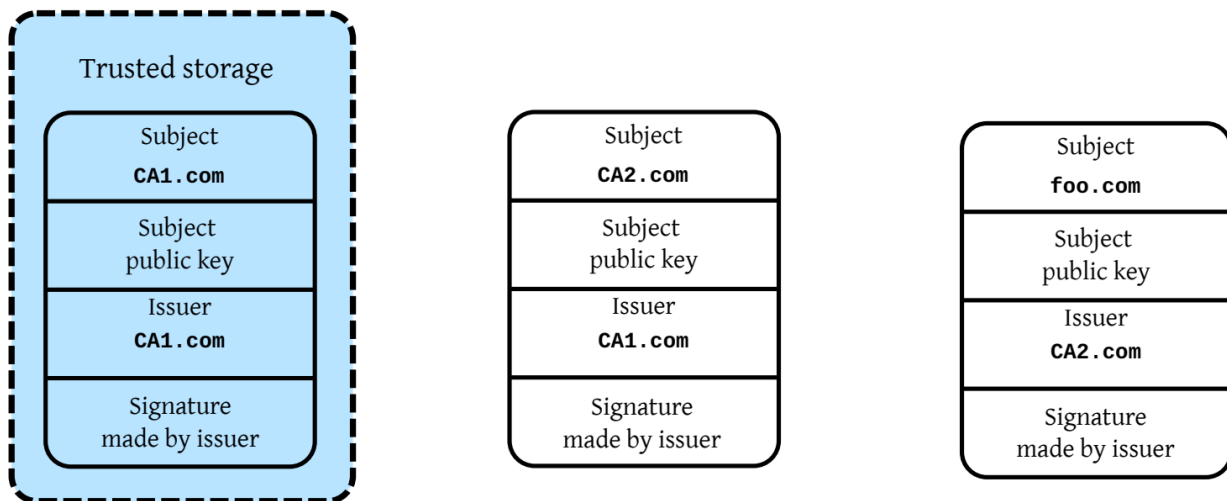 Trusted storage
Subject
CA1.com
Subject
public key
Issuer
CA1.com
Signature
made by issuer
Subject
CA2.com
Subject
public key
Issuer
CA1.com
Signature
made by issuer
Subject
foo.com
Subject
public key
Issuer
CA2.com
Signature
made by issuer